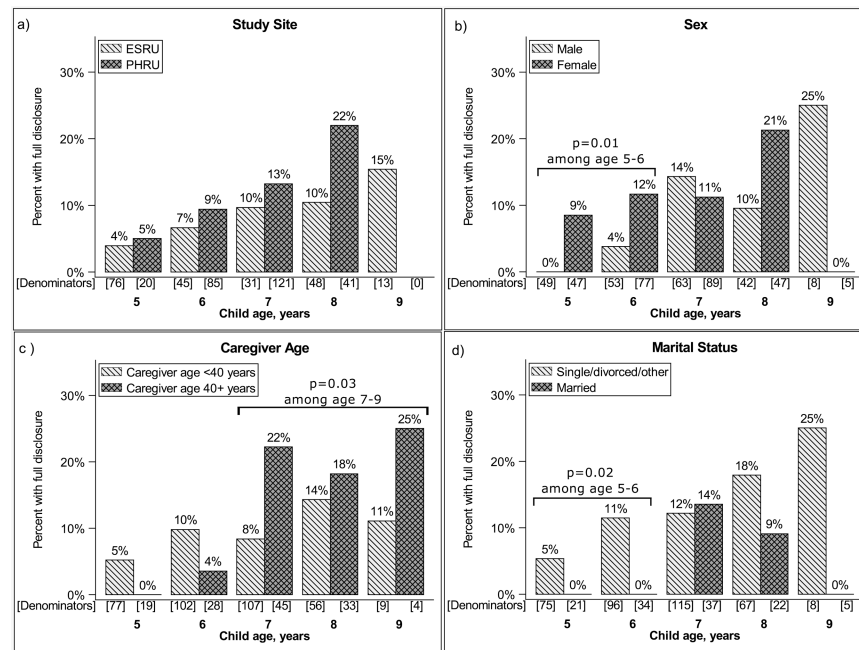 a)
Study Site
ESRU
PHRU
Percent with full disclosure
30%
20%
10%
0%
4% 5% 7% 9% 10% 13% 10% 22% 15%
[Denominators] [76] [20] [45] [85] [31] [121] [48] [41] [13] [0]
5 6 7 8 9
Child age, years
b)
Sex
Male
Female
Percent with full disclosure
30%
20%
10%
0%
p=0.01
among age 5-6
0% 9% 4% 12% 14% 11% 10% 21% 25% 0%
[Denominators] [49] [47] [53] [77] [63] [89] [42] [47] [8] [5]
5 6 7 8 9
Child age, years
c )
Caregiver Age
Caregiver age <40 years
Caregiver age 40+ years
Percent with full disclosure
30%
20%
10%
0%
p=0.03
among age 7-9
5% 0% 10% 4% 8% 22% 14% 18% 11% 25%
[Denominators] [77] [19] [102] [28] [107] [45] [56] [33] [9] [4]
5 6 7 8 9
Child age, years
d)
Marital Status
Single/divorced/other
Married
Percent with full disclosure
30%
20%
10%
0%
p=0.02
among age 5-6
5% 0% 11% 0% 12% 14% 18% 9% 25% 0%
[Denominators] [75] [21] [96] [34] [115] [37] [67] [22] [8] [5]
5 6 7 8 9
Child age, years